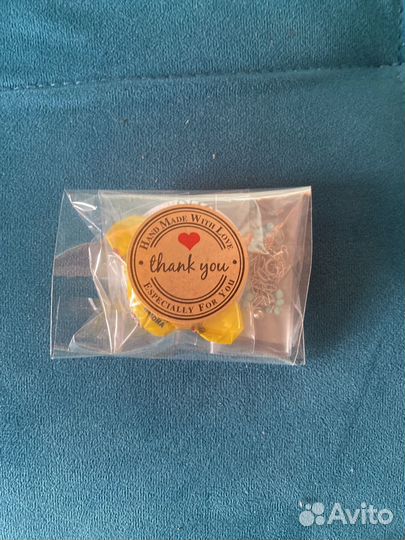 HAND MADE WITH LOVE
thank you
ESPECIALLY FOR YOU
Avito